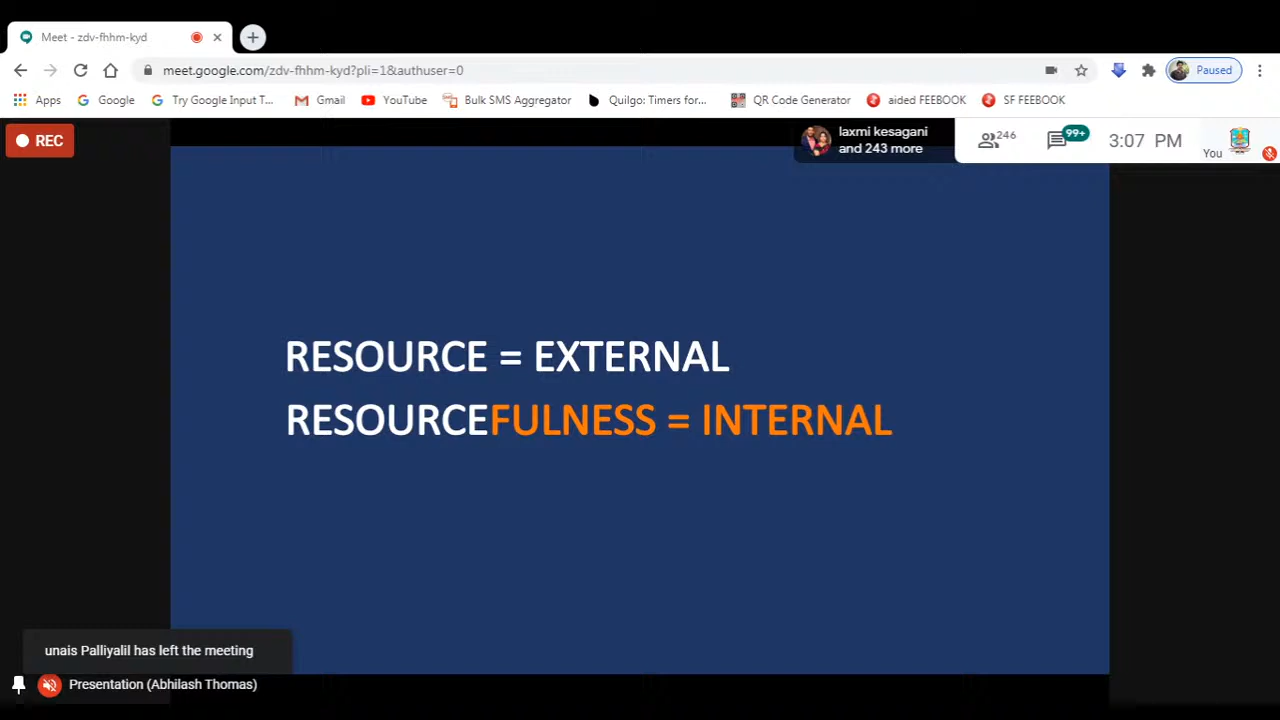 Meet - zdv-fhhm-kyd
meet.google.com/zdv-fhhm-kyd?pli=1&authuser=0
Paused
Apps
Google
Try Google Input T...
Gmail
YouTube
Bulk SMS Aggregator
Quilgo: Timers for...
QR Code Generator
aided FEEBOOK
SF FEEBOOK
REC
laxmi kesagani
and 243 more
246
99+
3:07 PM
You
RESOURCE = EXTERNAL
RESOURCEFULNESS = INTERNAL
unais Palliyalil has left the meeting
Presentation (Abhilash Thomas)